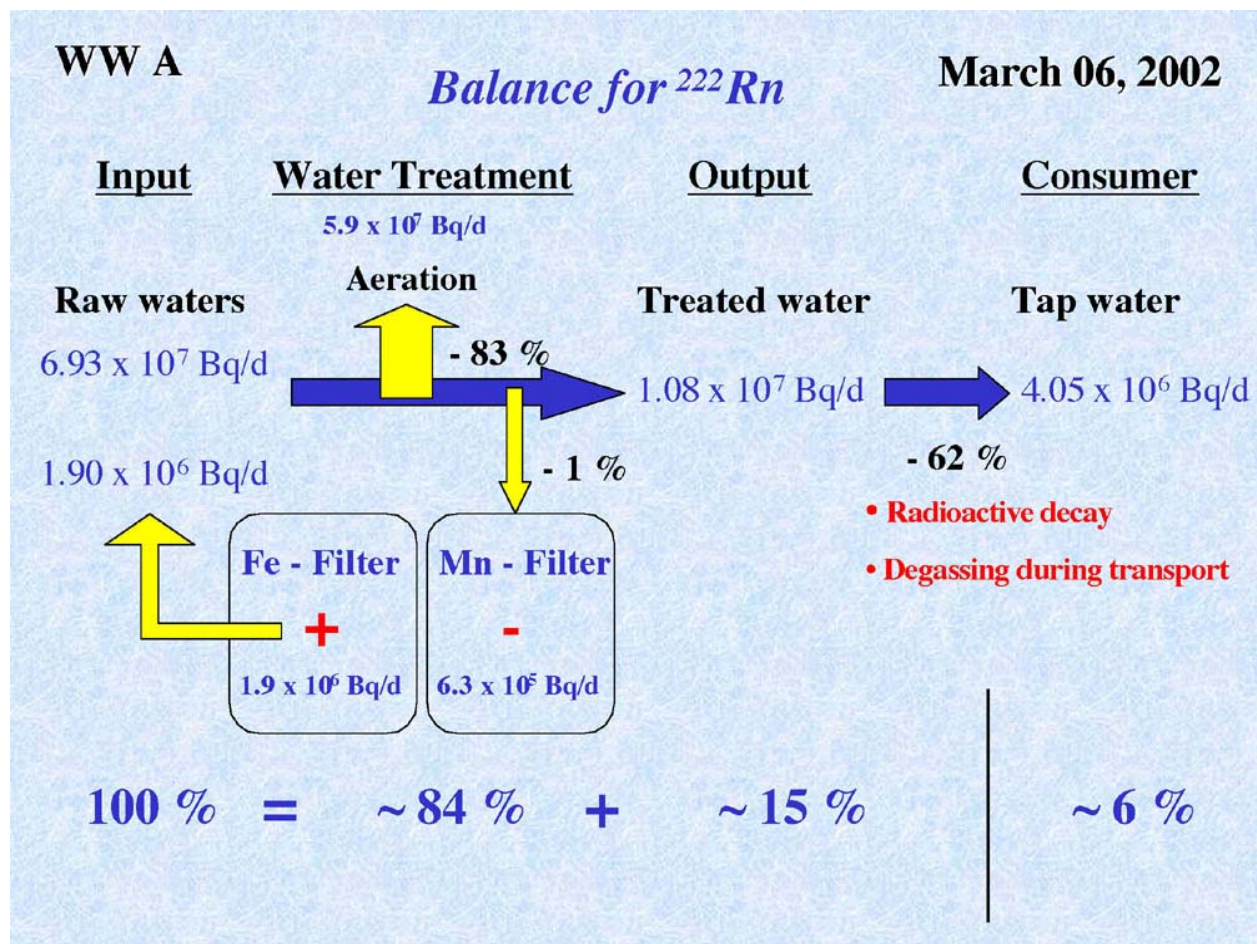 WW A
Balance for ²²²Rn
March 06, 2002
Input
Water Treatment
Output
Consumer
5.9 x 10⁷ Bq/d
Aeration
Raw waters
Treated water
Tap water
6.93 x 10⁷ Bq/d
- 83 %
1.08 x 10⁷ Bq/d
4.05 x 10⁶ Bq/d
1.90 x 10⁶ Bq/d
- 1 %
- 62 %
• Radioactive decay
• Degassing during transport
Fe - Filter
+
1.9 x 10⁶ Bq/d
Mn - Filter
-
6.3 x 10⁵ Bq/d
100 % = ~ 84 % + ~ 15 % ~ 6 %